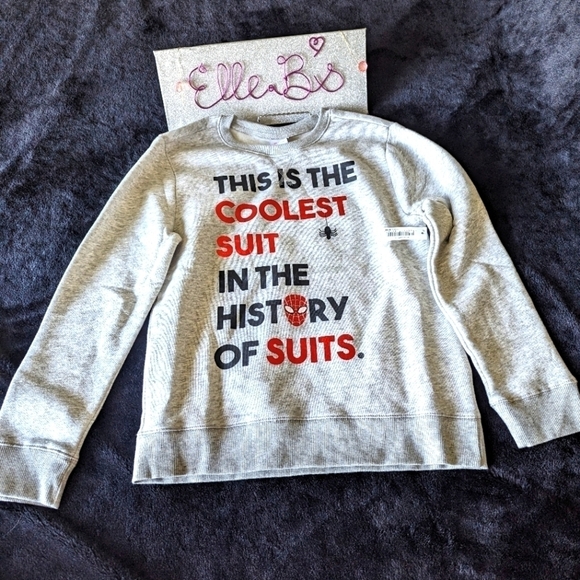 Elle B's
THIS IS THE
COOLEST
SUIT
IN THE
HISTORY
OF SUITS.